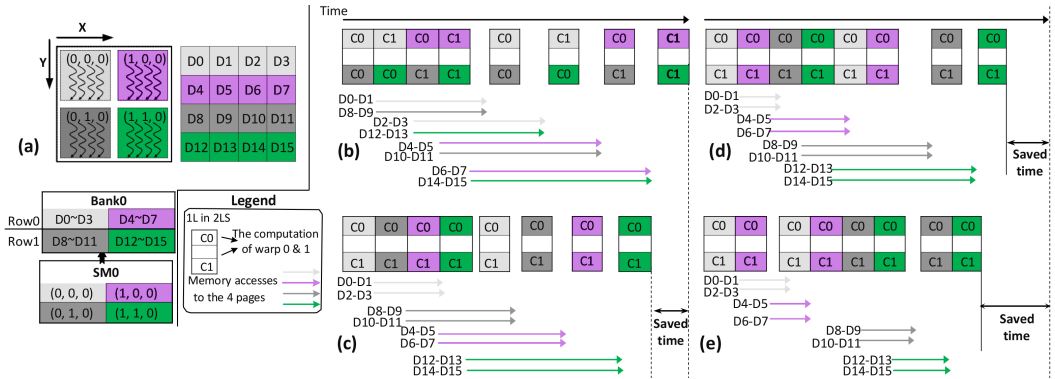 X
Y
(0, 0, 0)
(1, 0, 0)
(0, 1, 0)
(1, 1, 0)
(a)
D0 D1 D2 D3
D4 D5 D6 D7
D8 D9 D10 D11
D12 D13 D14 D15
Bank0
Row0 D0~D3 D4~D7
Row1 D8~D11 D12~D15
SM0
(0, 0, 0) (1, 0, 0)
(0, 1, 0) (1, 1, 0)
Legend
1L in 2LS
C0
C1
The computation
of warp 0 & 1
Memory accesses
to the 4 pages
Time
C0 C1 C0 C1 C0 C1 C0 C1
C0 C0 C1 C1 C0 C0 C1 C1
D0-D1
D8-D9
D2-D3
D12-D13
D4-D5
D10-D11
D6-D7
D14-D15
(b)
C0 C0 C0 C0 C0 C0 C0 C0
C1 C1 C1 C1 C1 C1 C1 C1
D0-D1
D2-D3
D8-D9
D10-D11
D4-D5
D6-D7
D12-D13
D14-D15
Saved
time
(c)
C0 C0 C0 C0 C0 C0 C0 C0
C1 C1 C1 C1 C1 C1 C1 C1
D0-D1
D2-D3
D4-D5
D6-D7
D8-D9
D10-D11
D12-D13
D14-D15
Saved
time
(d)
C0 C0 C0 C0 C0 C0 C0 C0
C1 C1 C1 C1 C1 C1 C1 C1
D0-D1
D2-D3
D4-D5
D6-D7
D8-D9
D10-D11
D12-D13
D14-D15
Saved
time
(e)